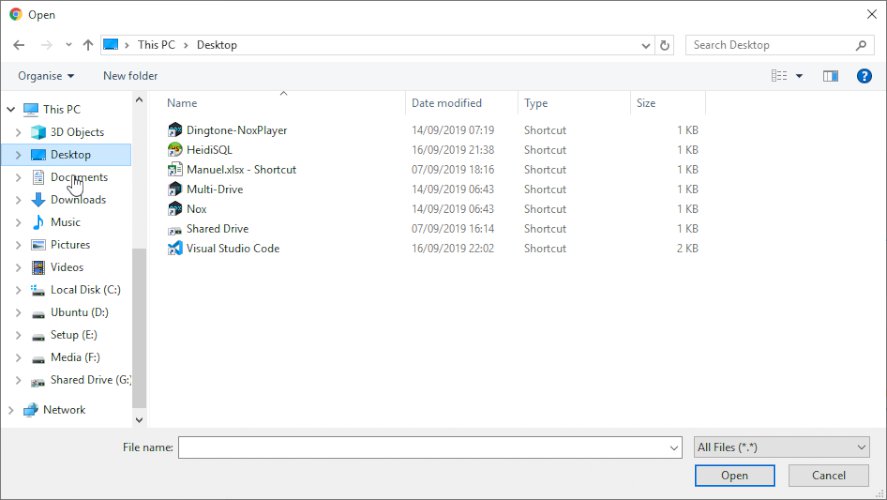 Open
This PC > Desktop
Search Desktop
Organise
New folder
This PC
3D Objects
Desktop
Documents
Downloads
Music
Pictures
Videos
Local Disk (C:)
Ubuntu (D:)
Setup (E:)
Media (F:)
Shared Drive (G:
Network
Name Date modified Type Size
Dingtone-NoxPlayer 14/09/2019 07:19 Shortcut 1 KB
HeidiSQL 16/09/2019 21:38 Shortcut 1 KB
Manuel.xlsx - Shortcut 07/09/2019 18:16 Shortcut 1 KB
Multi-Drive 14/09/2019 06:43 Shortcut 1 KB
Nox 14/09/2019 06:43 Shortcut 1 KB
Shared Drive 07/09/2019 16:14 Shortcut 1 KB
Visual Studio Code 16/09/2019 22:02 Shortcut 2 KB
File name:
All Files (*.*)
Open
Cancel